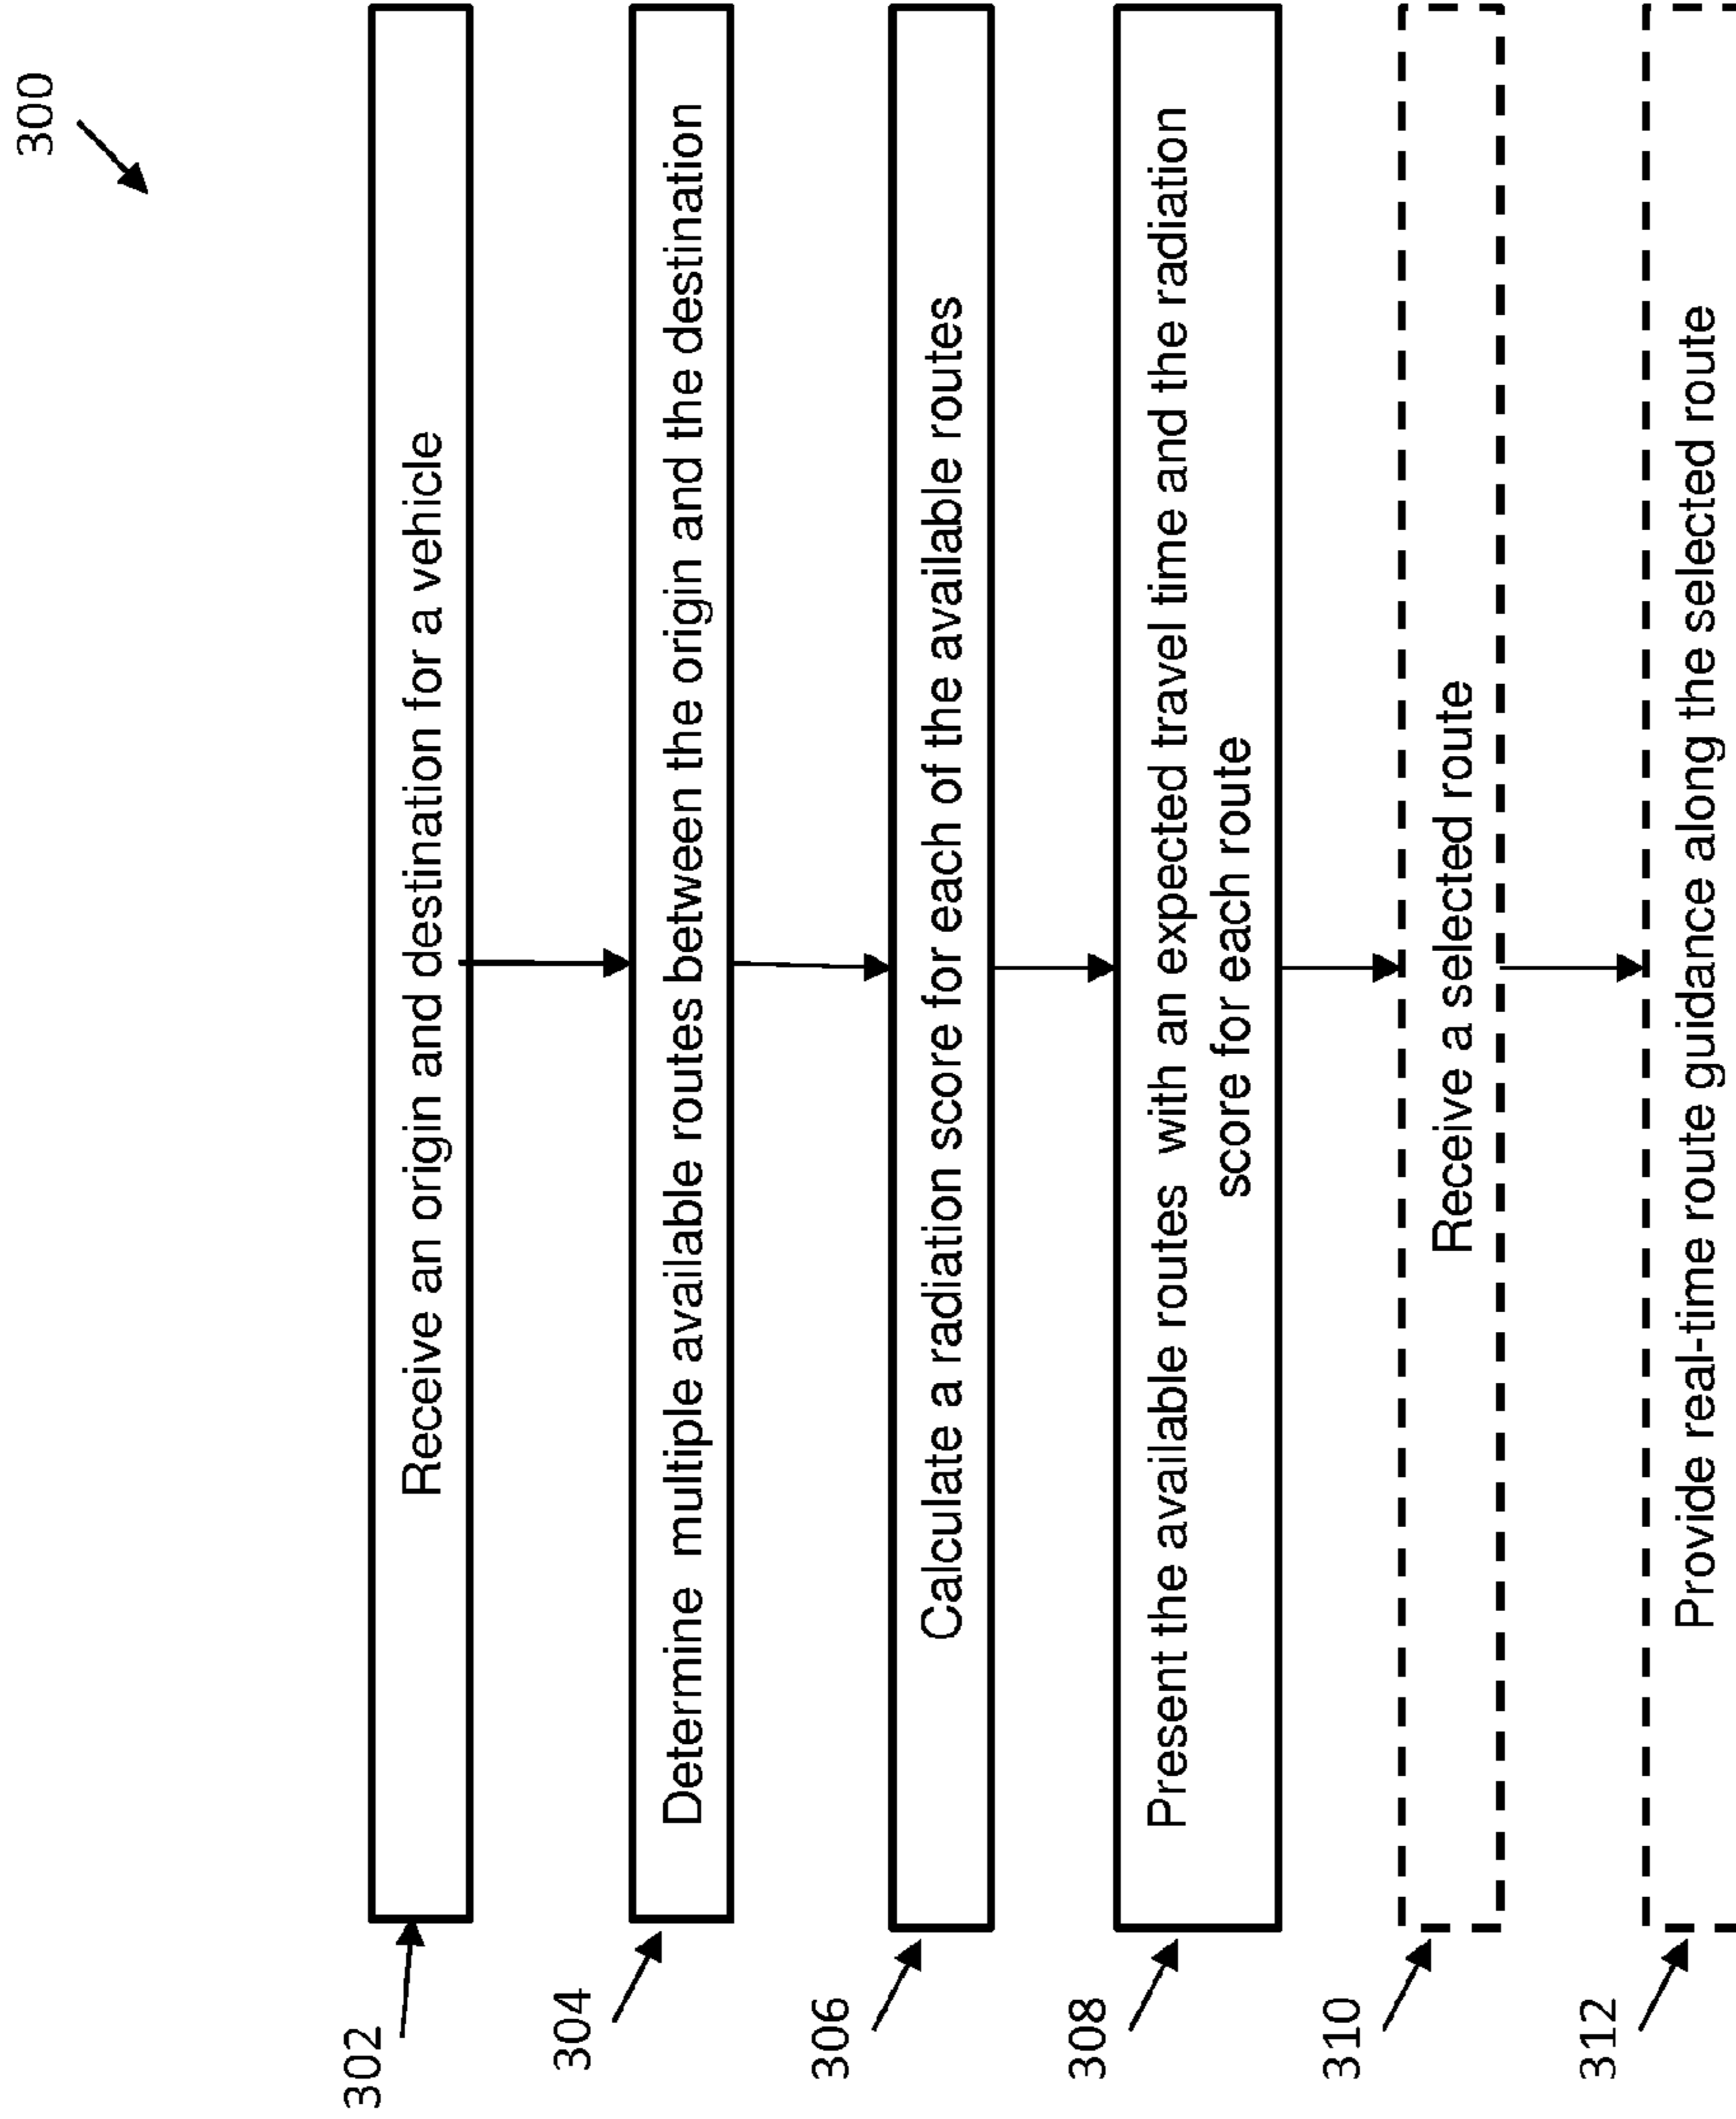 300
302
Receive an origin and destination for a vehicle
304
Determine multiple available routes between the origin and the destination
306
Calculate a radiation score for each of the available routes
308
Present the available routes with an expected travel time and the radiation
score for each route
310
Receive a selected route
312
Provide real-time route guidance along the selected route